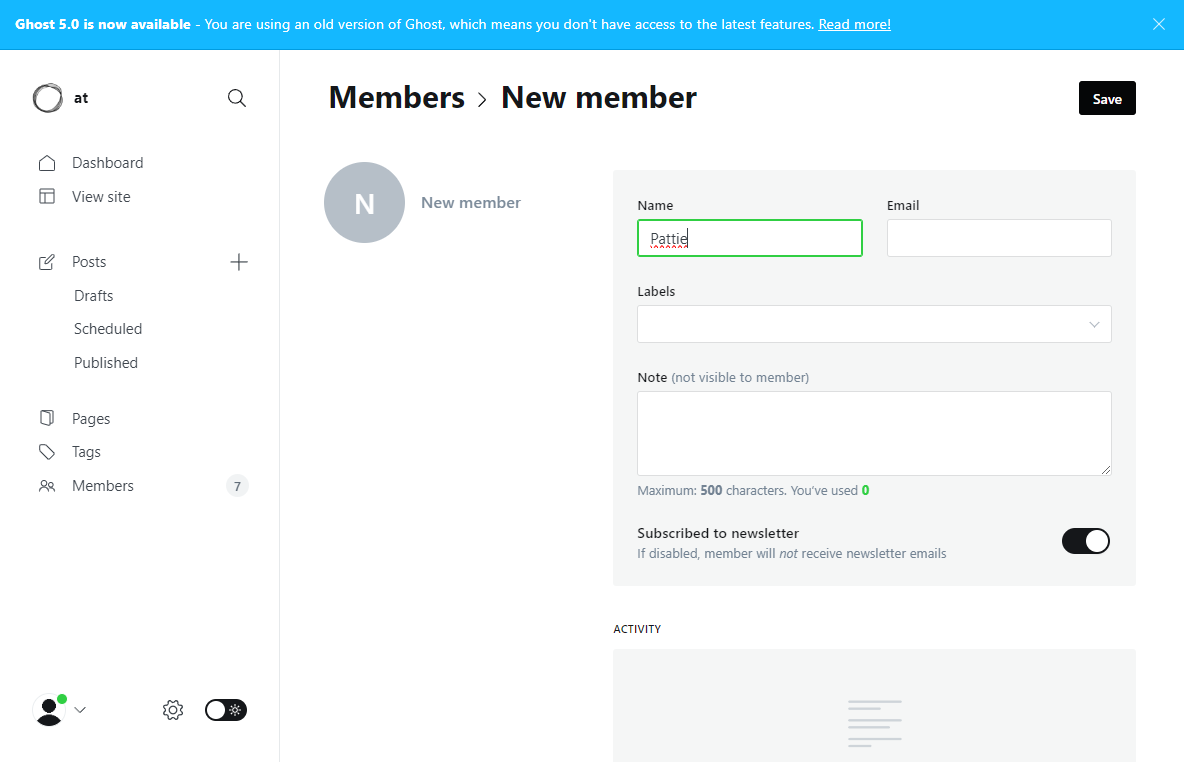 Ghost 5.0 is now available - You are using an old version of Ghost, which means you don't have access to the latest features. Read more!
at
Dashboard
View site
Posts
Drafts
Scheduled
Published
Pages
Tags
Members 7
Members > New member
Save
N New member
Name Email
Pattie
Labels
Note (not visible to member)
Maximum: 500 characters. You've used 0
Subscribed to newsletter
If disabled, member will not receive newsletter emails
ACTIVITY